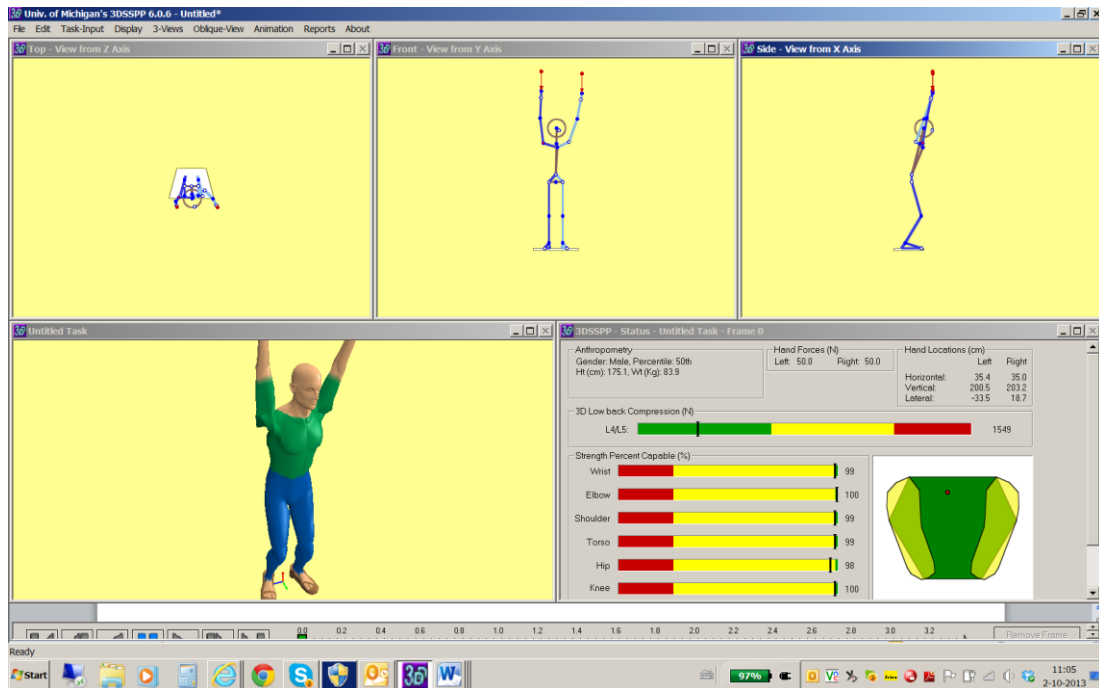 Univ. of Michigan's 3DSSPP 6.0.6 - Untitled*
File Edit Task-Input Display 3-Views Oblique-View Animation Reports About
Top - View from Z Axis
Front - View from Y Axis
Side - View from X Axis
Untitled Task
3DSSPP - Status - Untitled Task - Frame 0
Anthropometry
Gender: Male, Percentile: 50th
Ht (cm): 175.1, Wt (Kg): 83.9
Hand Forces (N)
Left: 50.0 Right: 50.0
Hand Locations (cm)
Left Right
Horizontal: 35.4 35.0
Vertical: 200.5 203.2
Lateral: -33.5 18.7
3D Low back Compression (N)
L4/L5: 1549
Strength Percent Capable (%)
Wrist 99
Elbow 100
Shoulder 99
Torso 99
Hip 98
Knee 100
0.0 0.2 0.4 0.6 0.8 1.0 1.2 1.4 1.6 1.8 2.0 2.2 2.4 2.6 2.8 3.0 3.2
Remove Frame
Ready
Start
97%
11:05
2-10-2013